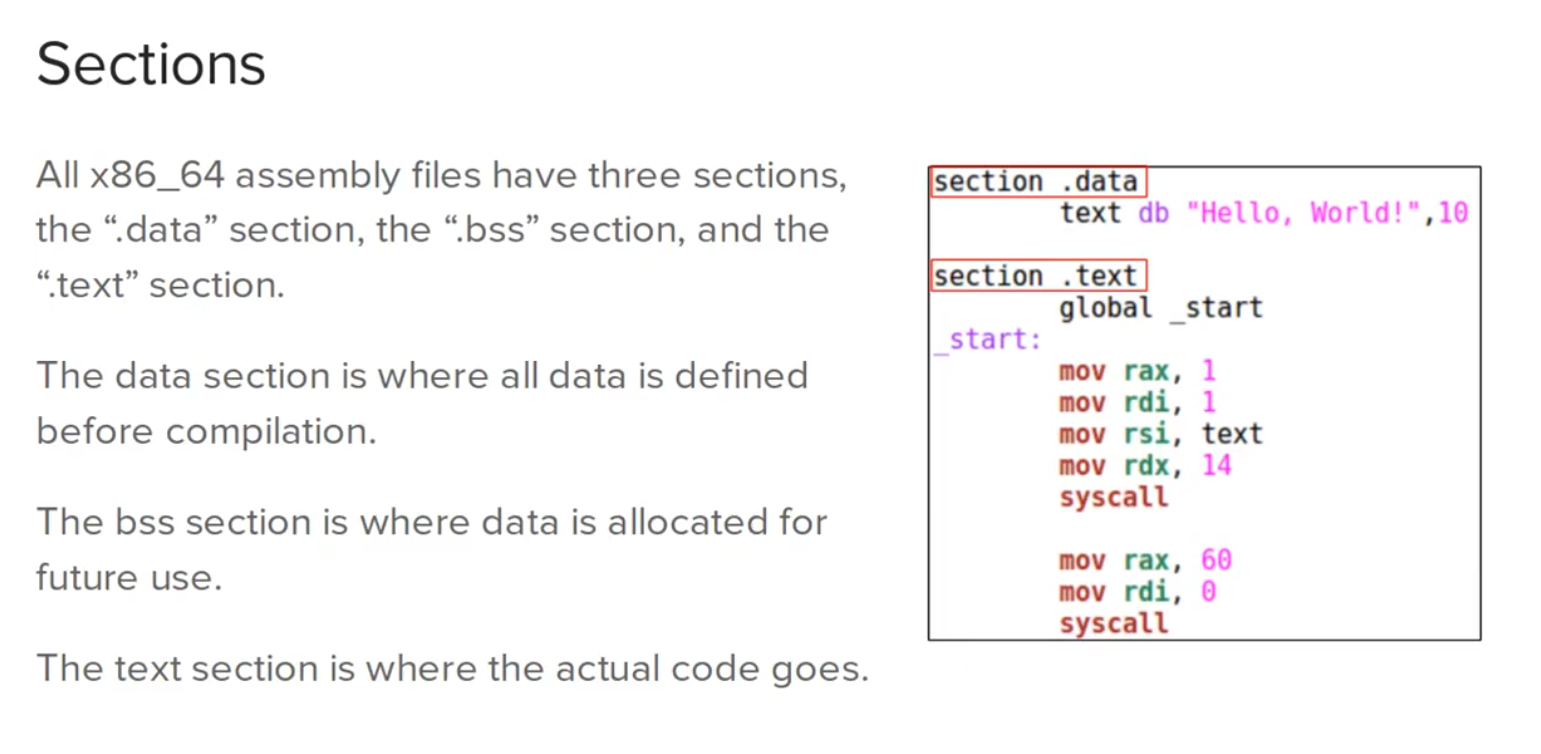 Sections
All x86_64 assembly files have three sections,
the “.data” section, the “.bss” section, and the
“.text” section.
The data section is where all data is defined
before compilation.
The bss section is where data is allocated for
future use.
The text section is where the actual code goes.
section .data
text db "Hello, World!",10
section .text
global _start
_start:
mov rax, 1
mov rdi, 1
mov rsi, text
mov rdx, 14
syscall
mov rax, 60
mov rdi, 0
syscall